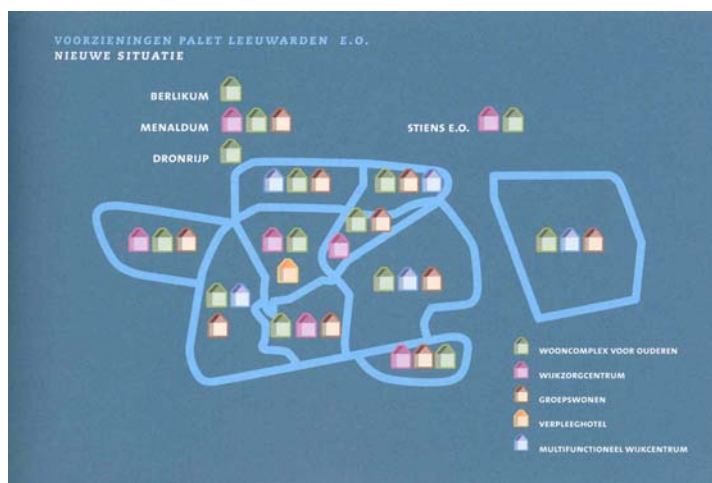 VOORZIENINGEN PALET LEEUWARDEN E.O.
NIEUWE SITUATIE
BERLIKUM
MENALDUM
STIENS E.O.
DRONRIJP
WOONCOMPLEX VOOR OUDEREN
WIJKZORGCENTRUM
GROEPSWONEN
VERPLEEGHOTEL
MULTIFUNCTIONEEL WIJKCENTRUM